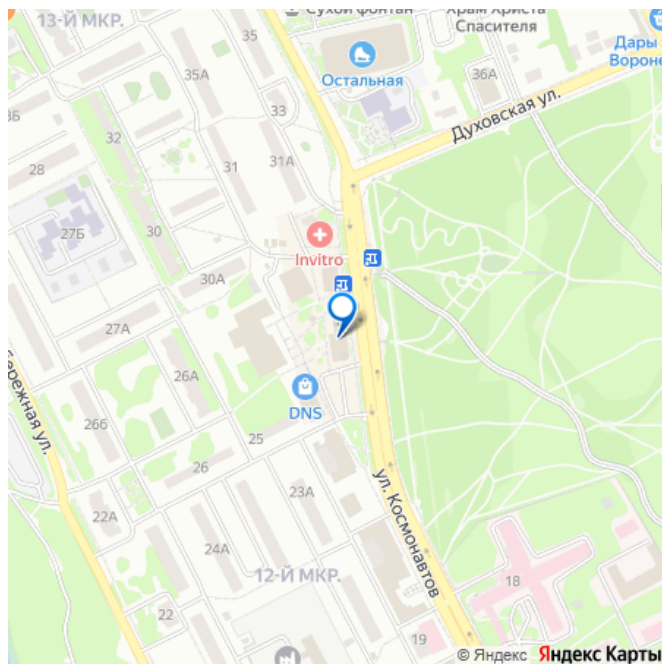 13-Й МКР.
Сухой фонтан
Храм Христа
Спасителя
Дары
Вороне
35
Остальная
36А
35А
Духовская ул.
33
32
31А
31
28
27Б
30
Invitro
30А
27А
26А
DNS
26Б
25
26
ережная ул.
23А
22А
ул. Космонавтов
24А
12-Й МКР.
18
22
19
© Яндекс Яндекс Карты